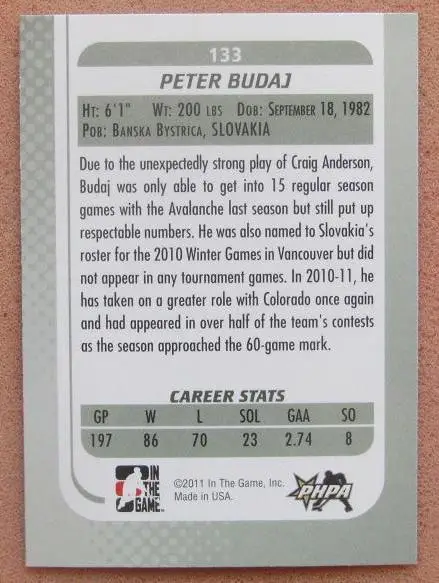 133
PETER BUDAJ
HT: 6'1" WT: 200 LBS DOB: SEPTEMBER 18, 1982
POB: BANSKA BYSTRICA, SLOVAKIA
Due to the unexpectedly strong play of Craig Anderson,
Budaj was only able to get into 15 regular season
games with the Avalanche last season but still put up
respectable numbers. He was also named to Slovakia's
roster for the 2010 Winter Games in Vancouver but did
not appear in any tournament games. In 2010-11, he
has taken on a greater role with Colorado once again
and had appeared in over half of the team's contests
as the season approached the 60-game mark.
CAREER STATS
GP W L SOL GAA SO
197 86 70 23 2.74 8
IN THE GAME
©2011 In The Game, Inc.
Made in USA.
PHPA